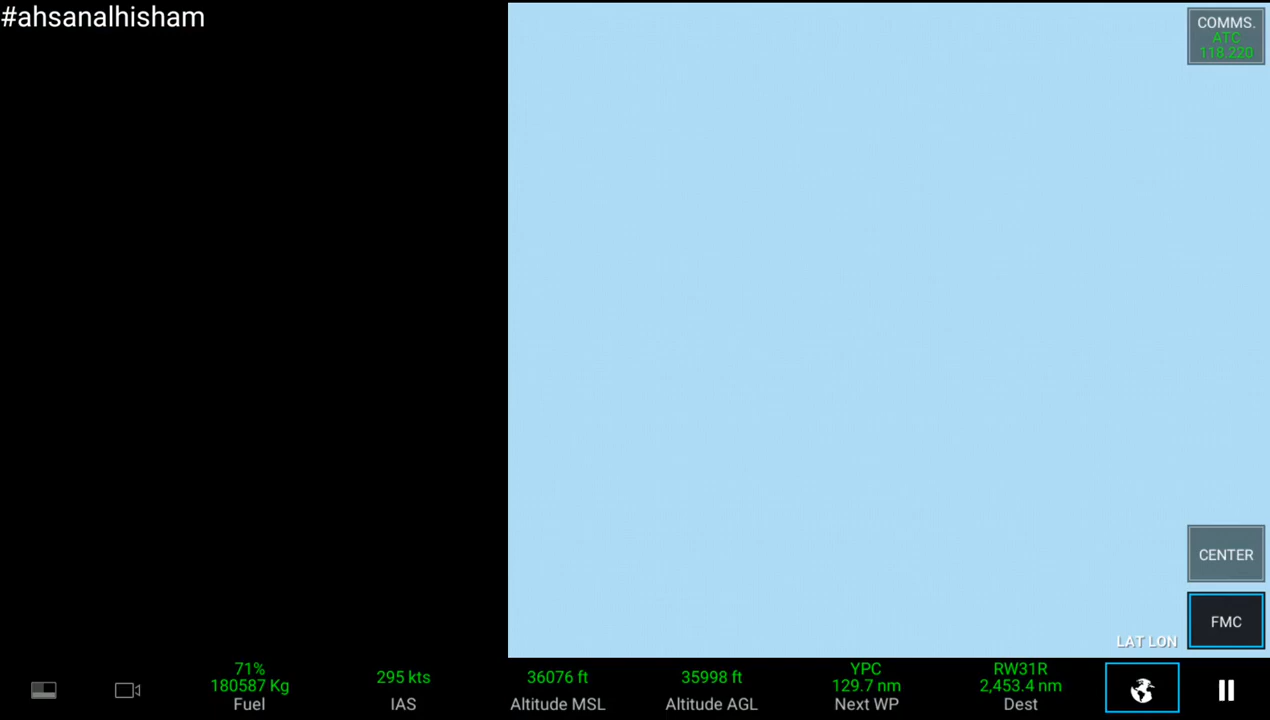 #ahsanalhisham
COMMS.
ATC
118.220
CENTER
FMC
LAT LON
71%
180587 Kg
Fuel
295 kts
IAS
36076 ft
Altitude MSL
35998 ft
Altitude AGL
YPC
129.7 nm
Next WP
RW31R
2,453.4 nm
Dest